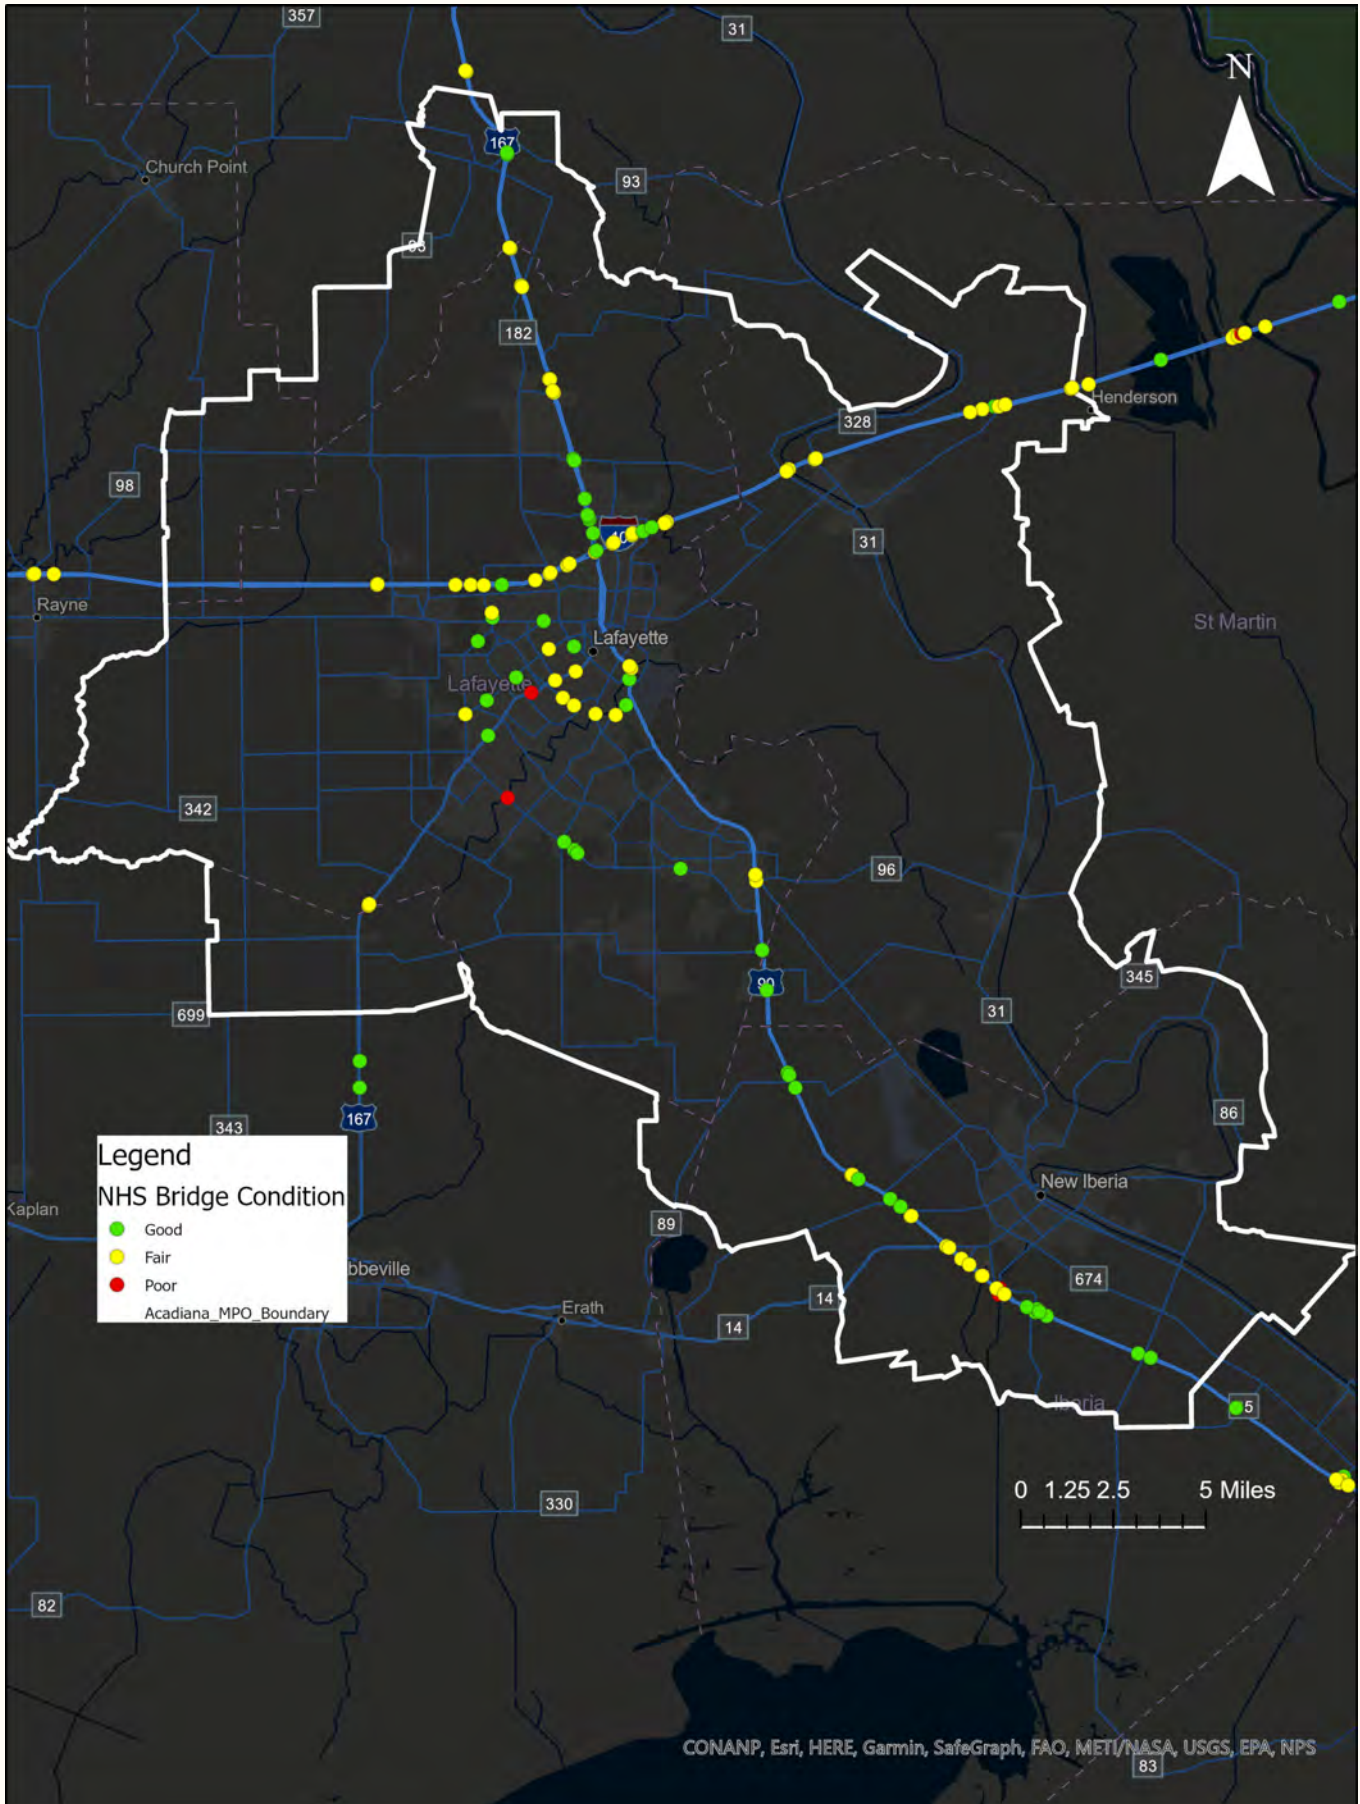 357
31
N
167
Church Point
93
93
182
Henderson
328
98
40
31
Rayne
St Martin
Lafayette
Lafayette
342
96
345
90
699
31
86
167
343
Legend
NHS Bridge Condition
Good
Fair
Poor
Acadiana_MPO_Boundary
New Iberia
Kaplan
89
bbeville
674
14
Erath
14
Iberia
5
0 1.25 2.5 5 Miles
330
82
CONANP, Esri, HERE, Garmin, SafeGraph, FAO, METI/NASA, USGS, EPA, NPS
83